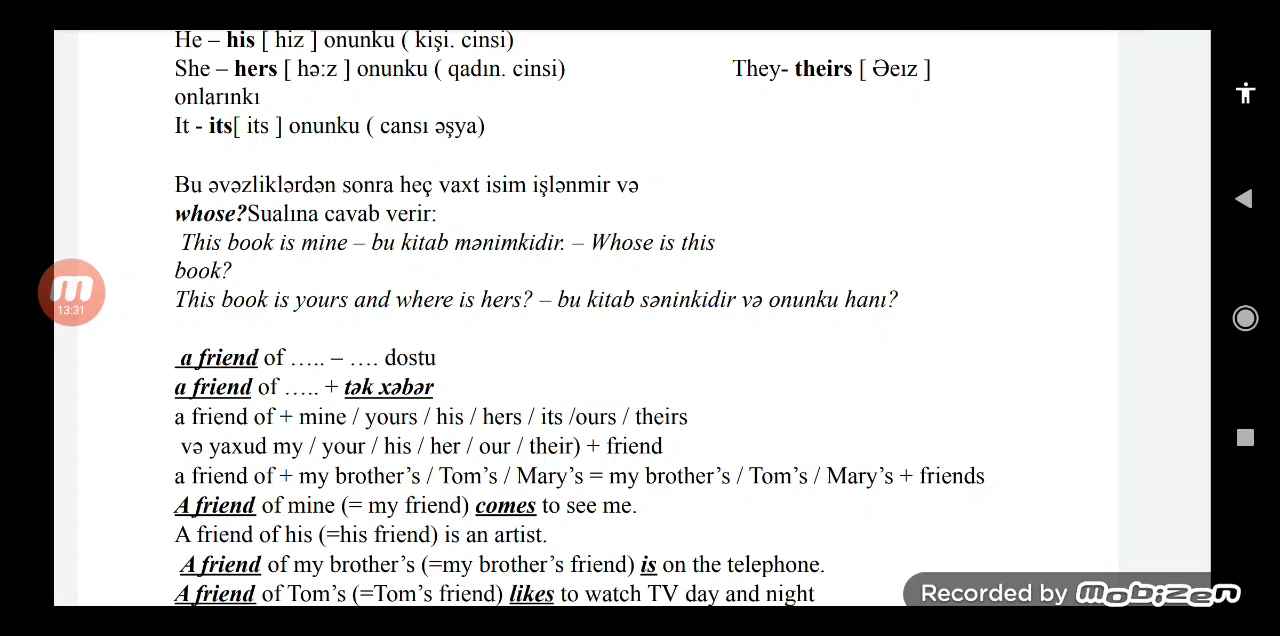 He – his [ hiz ] onunku ( kişi. cinsi)
She – hers [ hə:z ] onunku ( qadın. cinsi) They- theirs [ Ѳeız ]
onlarınkı
It - its[ its ] onunku ( cansı əşya)
Bu əvəzliklərdən sonra heç vaxt isim işlənmir və
whose?Sualına cavab verir:
This book is mine – bu kitab mənimkidir. – Whose is this
book?
This book is yours and where is hers? – bu kitab səninkidir və onunku hanı?
a friend of ….. – …. dostu
a friend of ….. + tək xəbər
a friend of + mine / yours / his / hers / its /ours / theirs
və yaxud my / your / his / her / our / their) + friend
a friend of + my brother’s / Tom’s / Mary’s = my brother’s / Tom’s / Mary’s + friends
A friend of mine (= my friend) comes to see me.
A friend of his (=his friend) is an artist.
A friend of my brother’s (=my brother’s friend) is on the telephone.
A friend of Tom’s (=Tom’s friend) likes to watch TV day and night
m
13:31
Recorded by mobizen